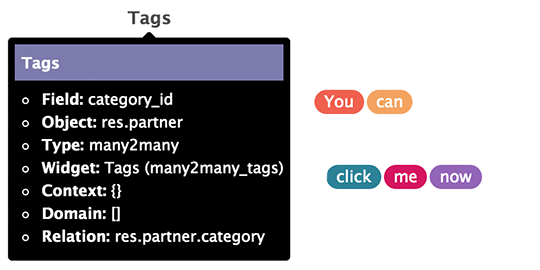 Tags
Tags
Field: category_id
Object: res.partner
Type: many2many
Widget: Tags (many2many_tags)
Context: {}
Domain: []
Relation: res.partner.category
You can
click me now